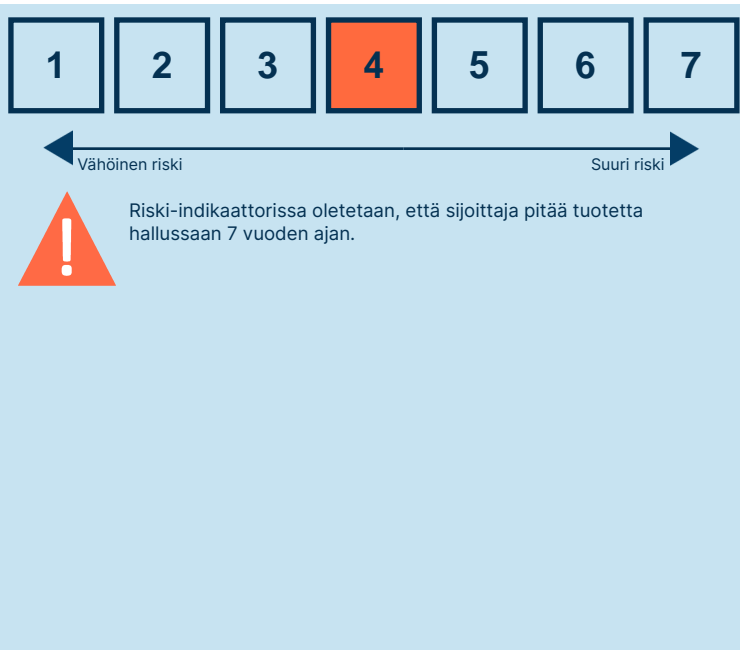 1 2 3 4 5 6 7
Vähöinen riski Suuri riski
Riski-indikaattorissa oletetaan, että sijoittaja pitää tuotetta
hallussaan 7 vuoden ajan.
!